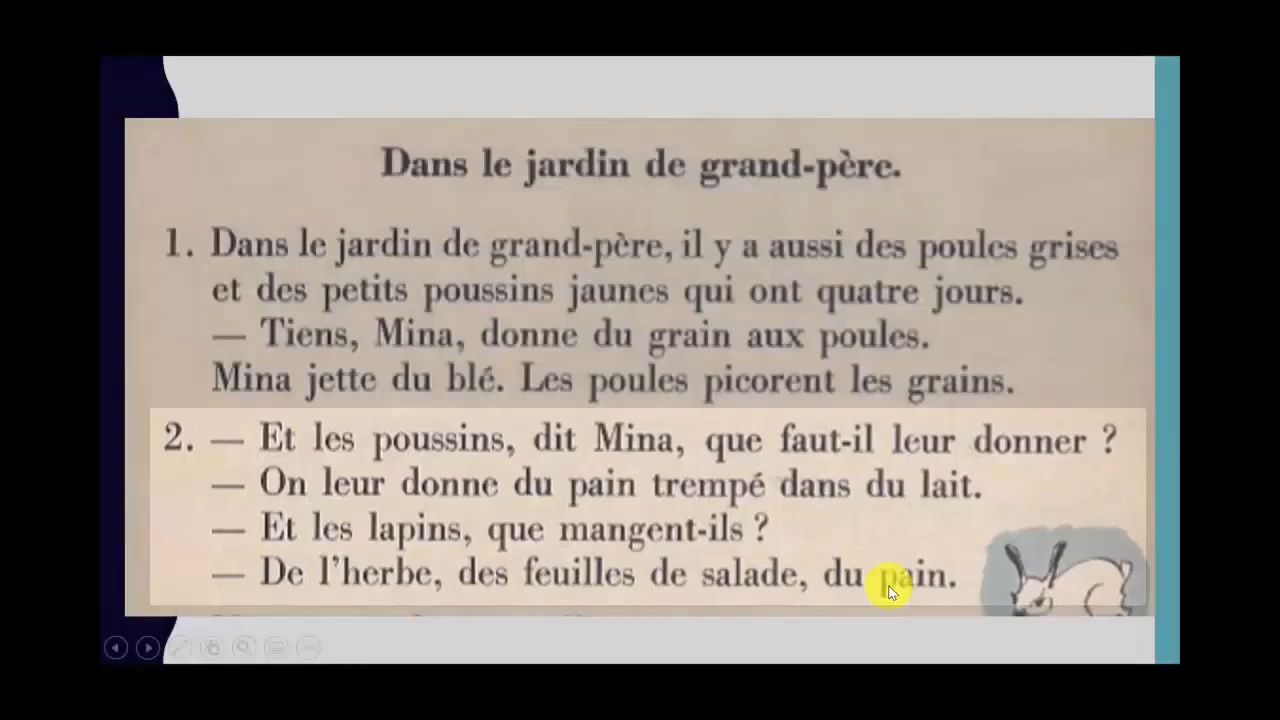 Dans le jardin de grand-père.
1. Dans le jardin de grand-père, il y a aussi des poules grises
et des petits poussins jaunes qui ont quatre jours.
— Tiens, Mina, donne du grain aux poules.
Mina jette du blé. Les poules picorent les grains.
2. — Et les poussins, dit Mina, que faut-il leur donner ?
— On leur donne du pain trempé dans du lait.
— Et les lapins, que mangent-ils ?
— De l'herbe, des feuilles de salade, du pain.